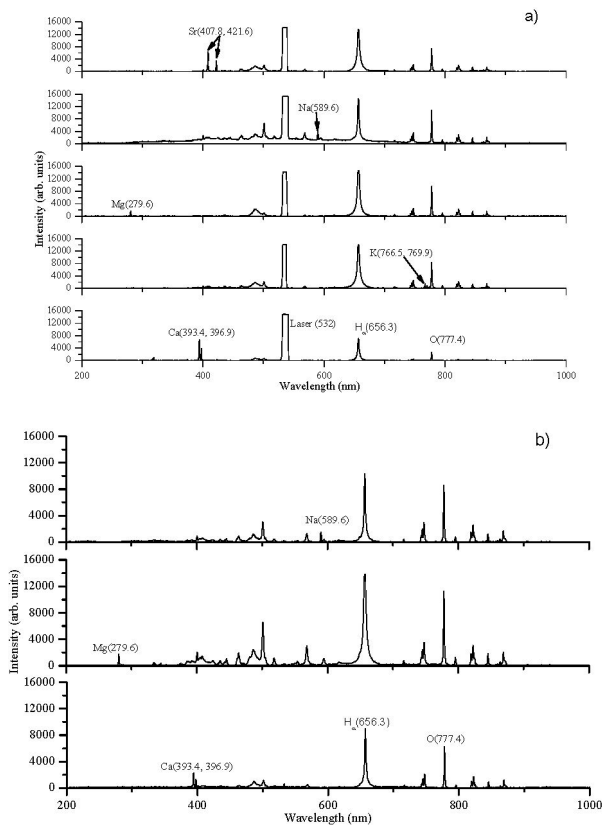 a)
16000
12000
8000
4000
0
Sr(407.8, 421.6)
16000
12000
8000
4000
0
Na(589.6)
16000
12000
8000
4000
0
Mg(279.6)
16000
12000
8000
4000
0
K(766.5, 769.9)
16000
12000
8000
4000
0
Ca(393.4, 396.9)
Laser (532)
Hα(656.3)
O(777.4)
Intensity (arb. units)
200 400 600 800 1000
Wavelength (nm)
b)
16000
12000
8000
4000
0
Na(589.6)
16000
12000
8000
4000
0
Mg(279.6)
16000
12000
8000
4000
0
Ca(393.4, 396.9)
Hα(656.3)
O(777.4)
Intensity (arb. units)
200 400 600 800 1000
Wavelength (nm)